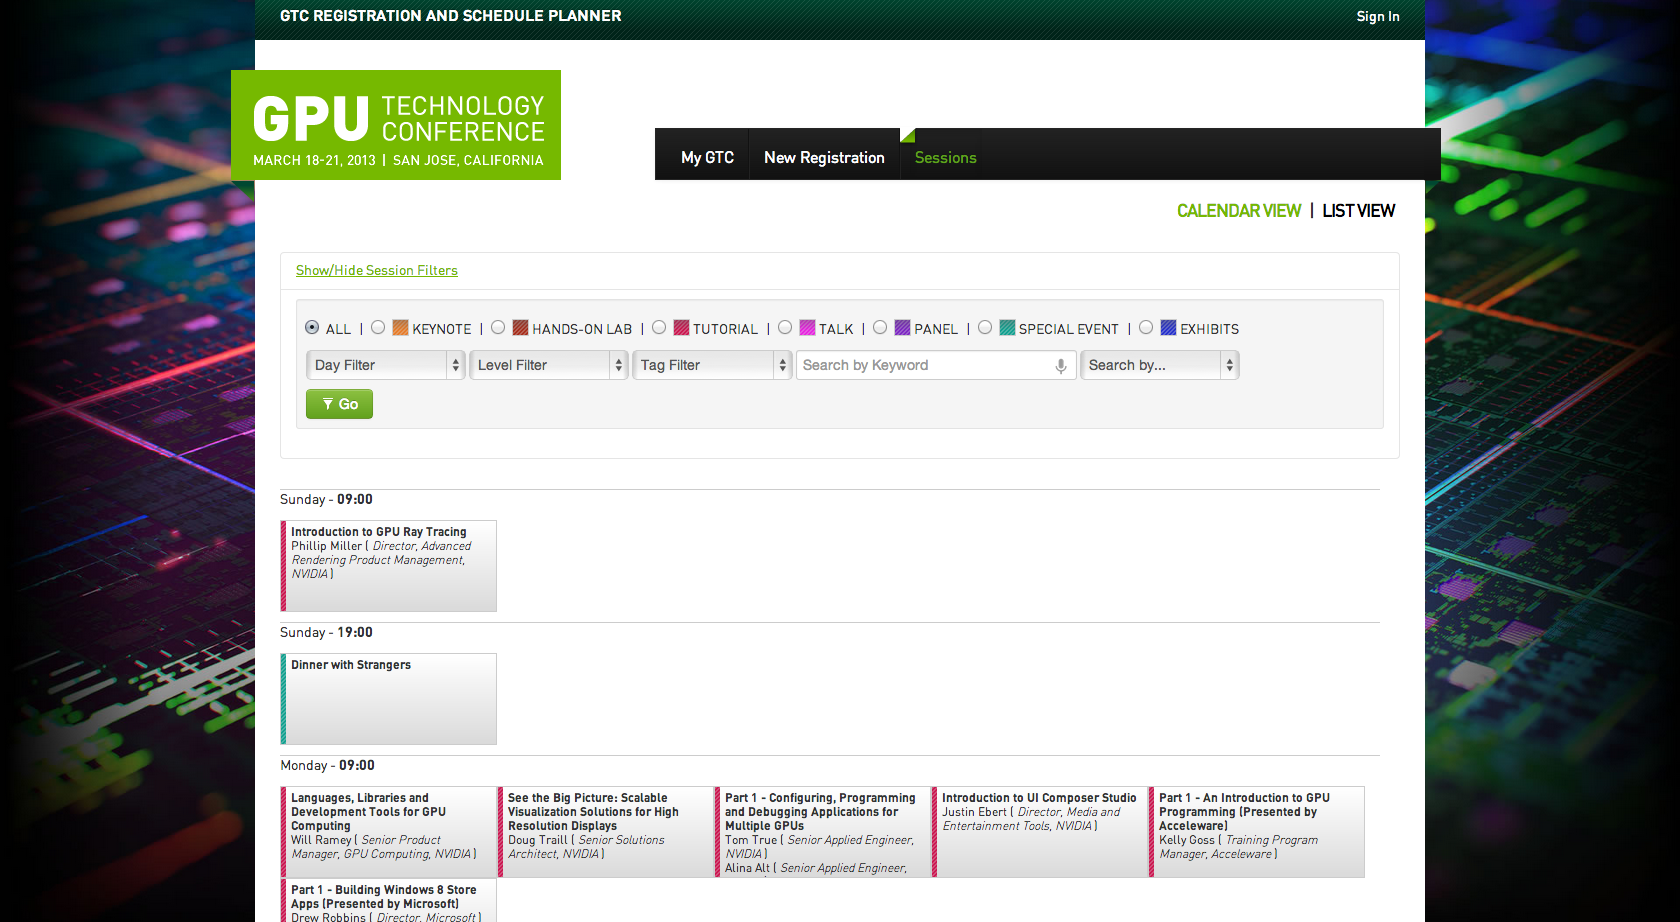 GTC REGISTRATION AND SCHEDULE PLANNER
Sign In
GPU TECHNOLOGY CONFERENCE
MARCH 18-21, 2013 | SAN JOSE, CALIFORNIA
My GTC
New Registration
Sessions
CALENDAR VIEW | LIST VIEW
Show/Hide Session Filters
ALL | KEYNOTE | HANDS-ON LAB | TUTORIAL | TALK | PANEL | SPECIAL EVENT | EXHIBITS
Day Filter
Level Filter
Tag Filter
Search by Keyword
Search by...
Go
Sunday - 09:00
Introduction to GPU Ray Tracing
Phillip Miller ( Director, Advanced
Rendering Product Management,
NVIDIA )
Sunday - 19:00
Dinner with Strangers
Monday - 09:00
Languages, Libraries and
Development Tools for GPU
Computing
Will Ramey ( Senior Product
Manager, GPU Computing, NVIDIA )
See the Big Picture: Scalable
Visualization Solutions for High
Resolution Displays
Doug Traill ( Senior Solutions
Architect, NVIDIA )
Part 1 - Configuring, Programming
and Debugging Applications for
Multiple GPUs
Tom True ( Senior Applied Engineer,
NVIDIA )
Alina Alt ( Senior Applied Engineer,
Introduction to UI Composer Studio
Justin Ebert ( Director, Media and
Entertainment Tools, NVIDIA )
Part 1 - An Introduction to GPU
Programming (Presented by
Acceleware)
Kelly Goss ( Training Program
Manager, Acceleware )
Part 1 - Building Windows 8 Store
Apps (Presented by Microsoft)
Drew Robbins ( Director, Microsoft )